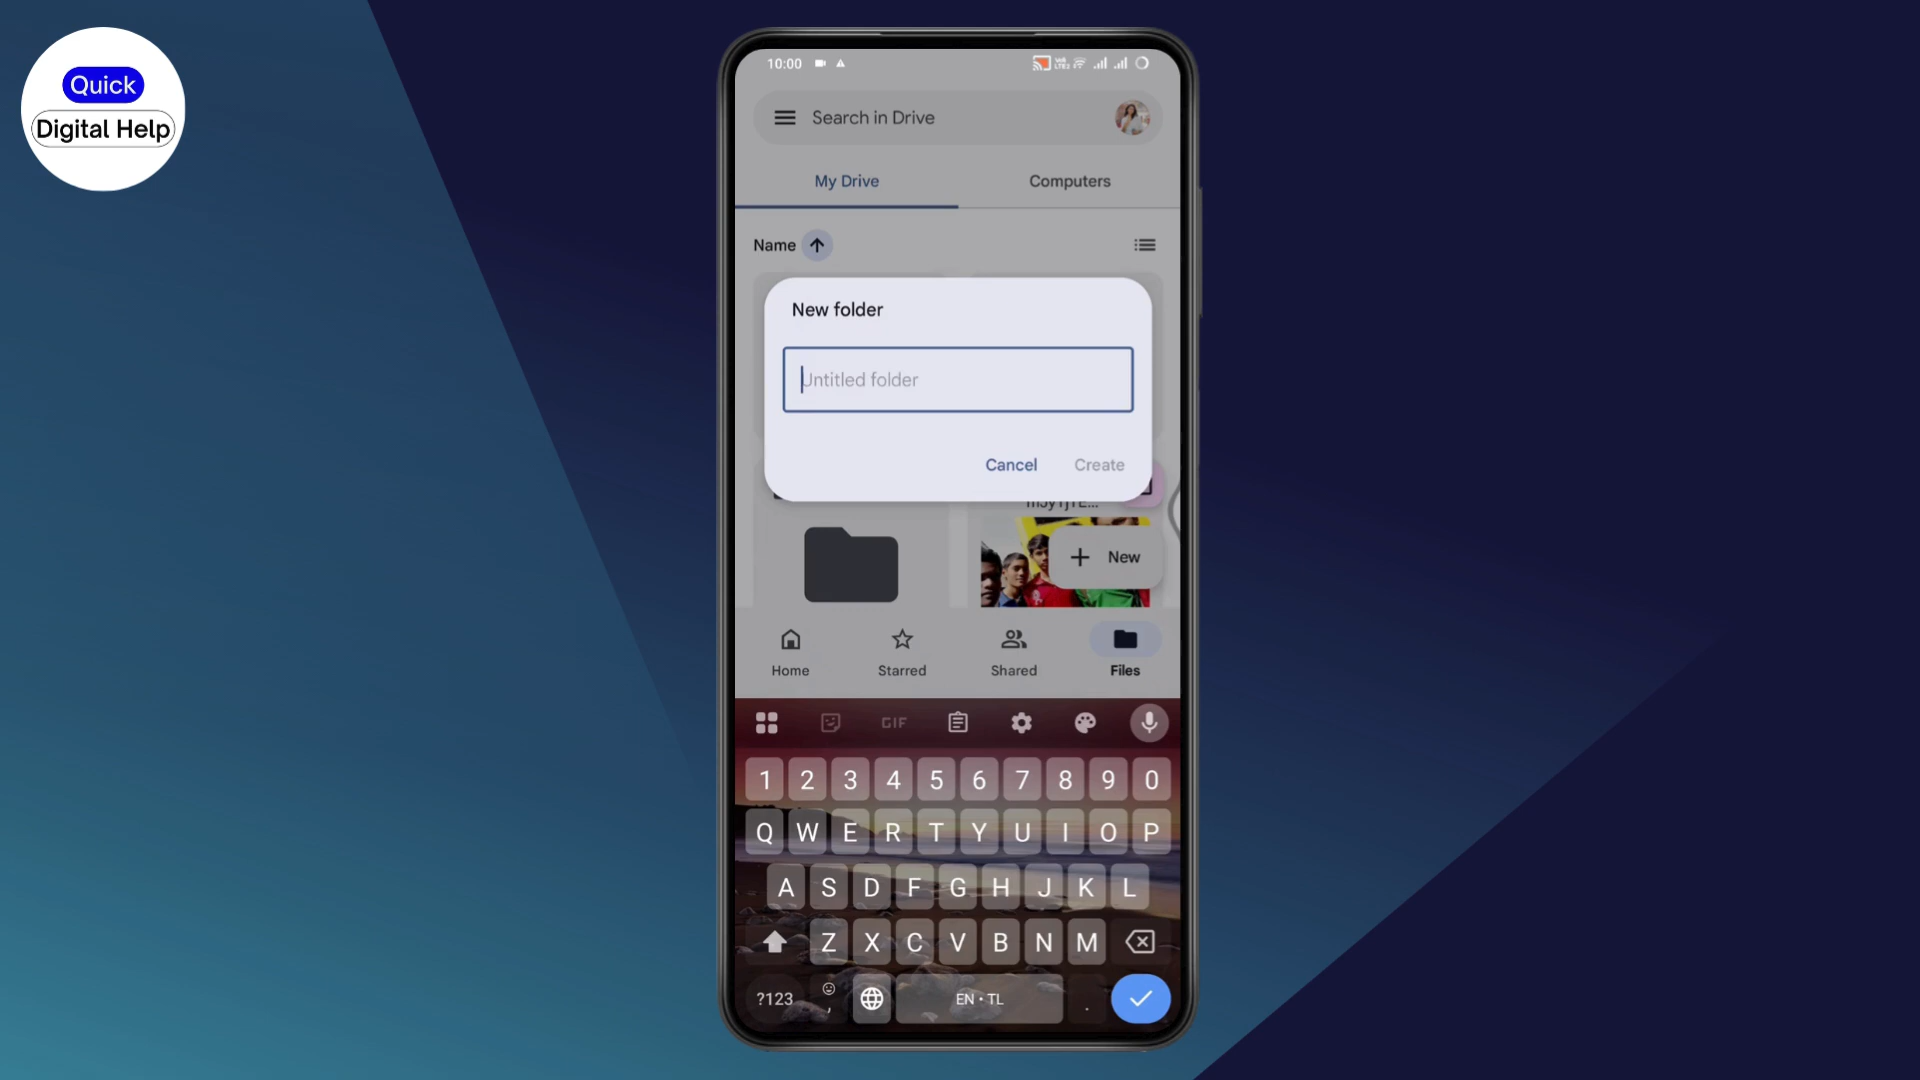 Quick
Digital Help
10:00
Search in Drive
My Drive
Computers
Name
New folder
Untitled folder
Cancel
Create
New
Home
Starred
Shared
Files
GIF
1 2 3 4 5 6 7 8 9 0
Q W E R T Y U I O P
A S D F G H J K L
Z X C V B N M
?123
,
EN • TL
.